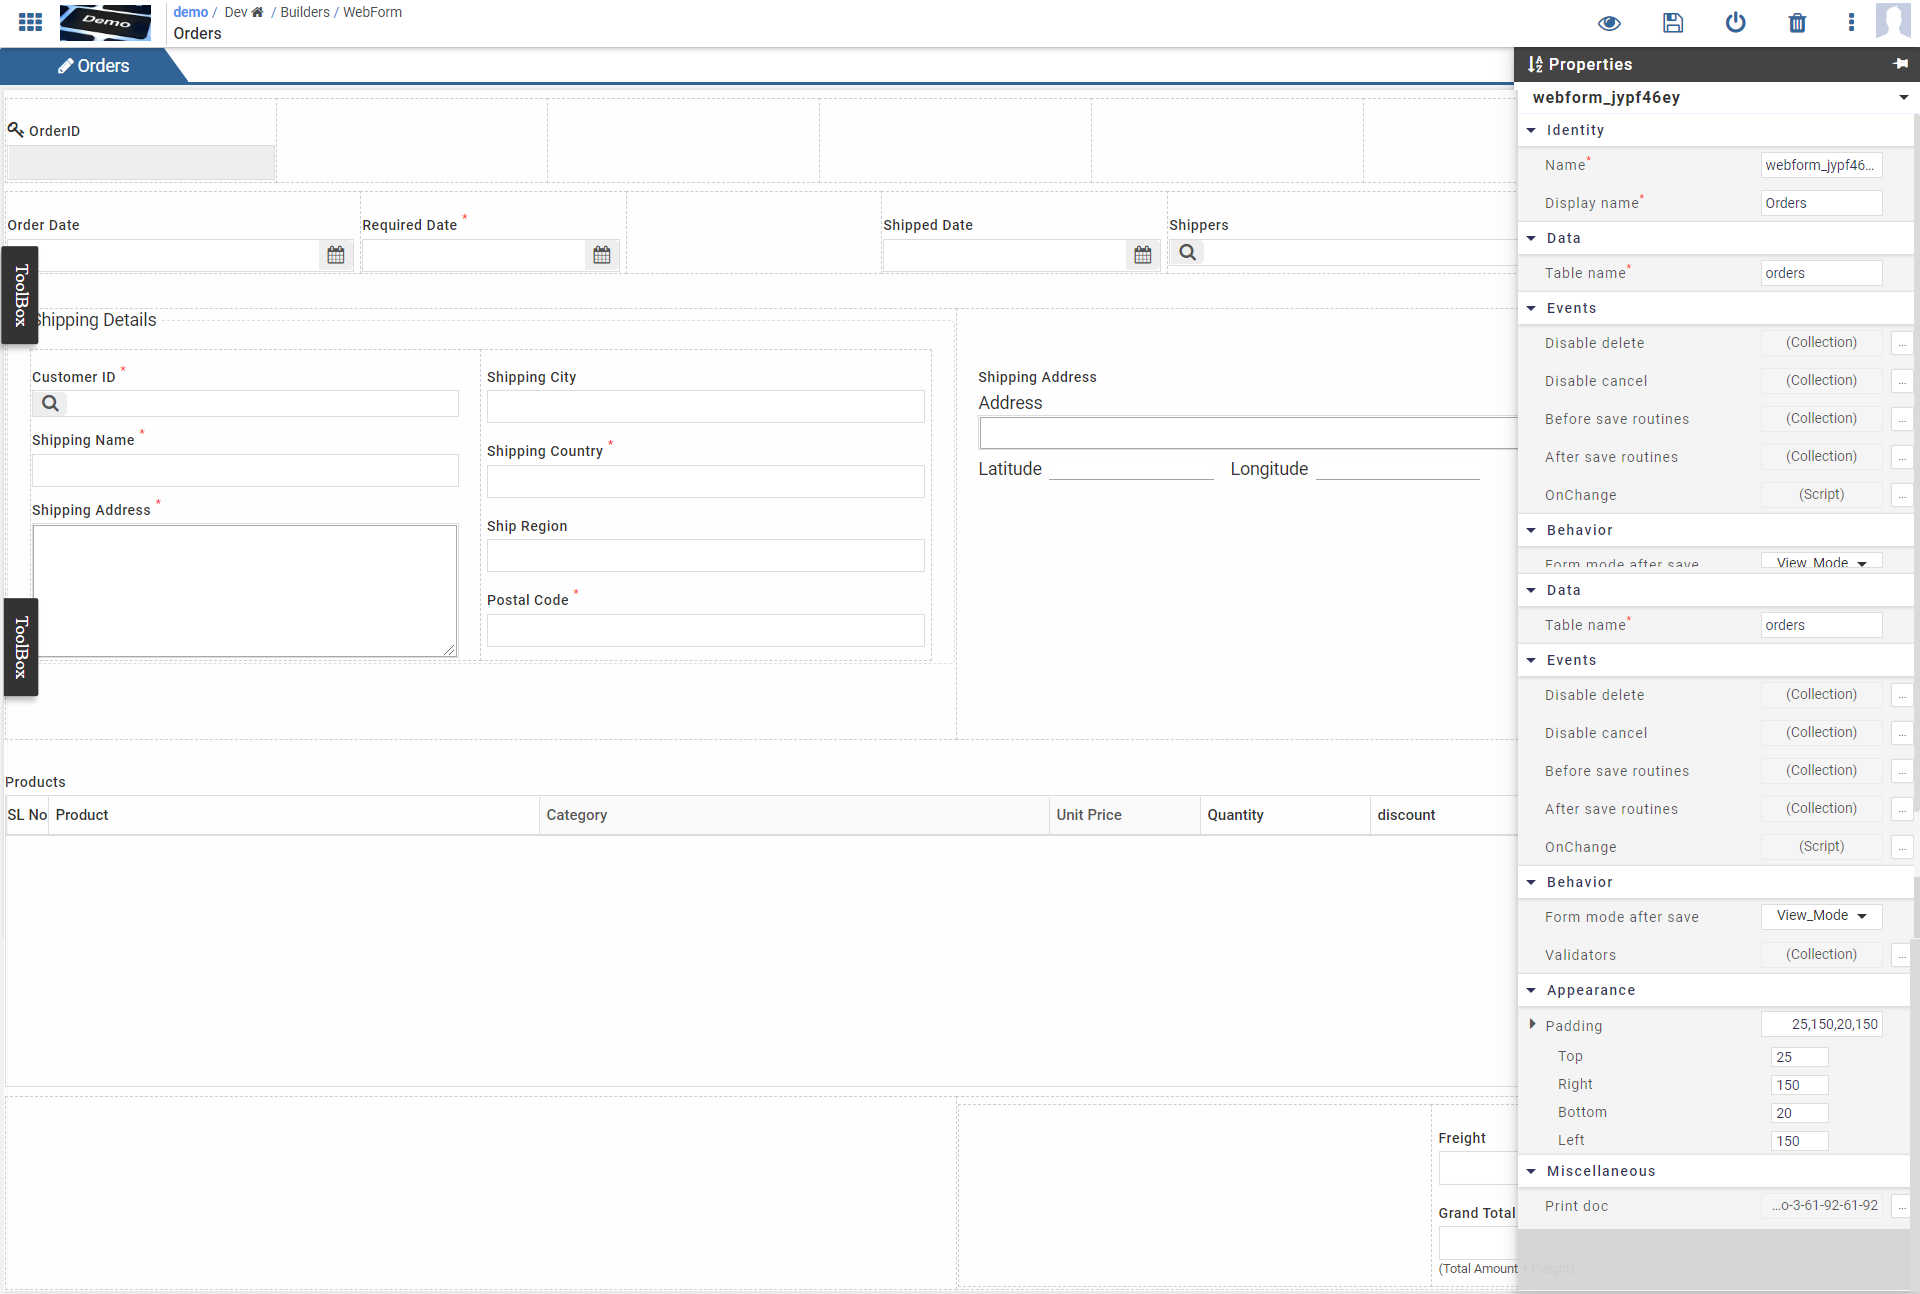 Demo
demo / Dev / Builders / WebForm
Orders
Orders
OrderID
Order Date
Required Date *
Shipped Date
Shippers
ToolBox
Shipping Details
Customer ID *
Shipping Name *
Shipping Address *
Shipping City
Shipping Country *
Ship Region
Postal Code *
Shipping Address
Address
Latitude
Longitude
ToolBox
Products
SL No Product Category Unit Price Quantity discount
Freight
Grand Total
(Total Amount + Freight)
Properties
webform_jypf46ey
Identity
Name* webform_jypf46...
Display name* Orders
Data
Table name* orders
Events
Disable delete (Collection) ...
Disable cancel (Collection) ...
Before save routines (Collection) ...
After save routines (Collection) ...
OnChange (Script) ...
Behavior
Form mode after save View_Mode
Data
Table name* orders
Events
Disable delete (Collection) ...
Disable cancel (Collection) ...
Before save routines (Collection) ...
After save routines (Collection) ...
OnChange (Script) ...
Behavior
Form mode after save View_Mode
Validators (Collection) ...
Appearance
Padding 25,150,20,150
Top 25
Right 150
Bottom 20
Left 150
Miscellaneous
Print doc ...o-3-61-92-61-92 ...